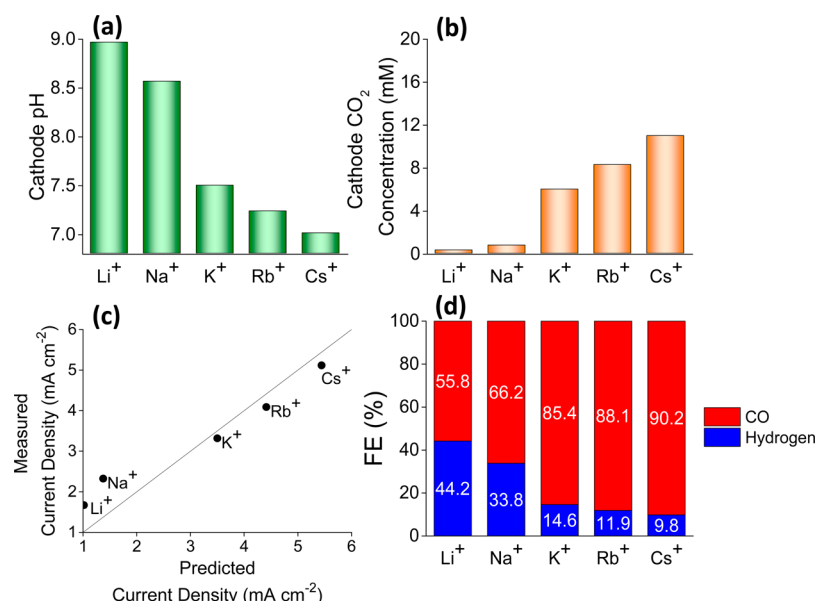 (a)
Cathode pH
9.0
8.5
8.0
7.5
7.0
Li⁺ Na⁺ K⁺ Rb⁺ Cs⁺
(b)
Cathode CO₂
Concentration (mM)
20
16
12
8
4
0
Li⁺ Na⁺ K⁺ Rb⁺ Cs⁺
(c)
Measured
Current Density (mA cm⁻²)
6
5
4
3
2
1
Cs⁺
Rb⁺
K⁺
Na⁺
Li⁺
1 2 3 4 5 6
Predicted
Current Density (mA cm⁻²)
(d)
FE (%)
100
80
60
40
20
0
55.8 66.2 85.4 88.1 90.2
44.2 33.8 14.6 11.9 9.8
Li⁺ Na⁺ K⁺ Rb⁺ Cs⁺
CO
Hydrogen